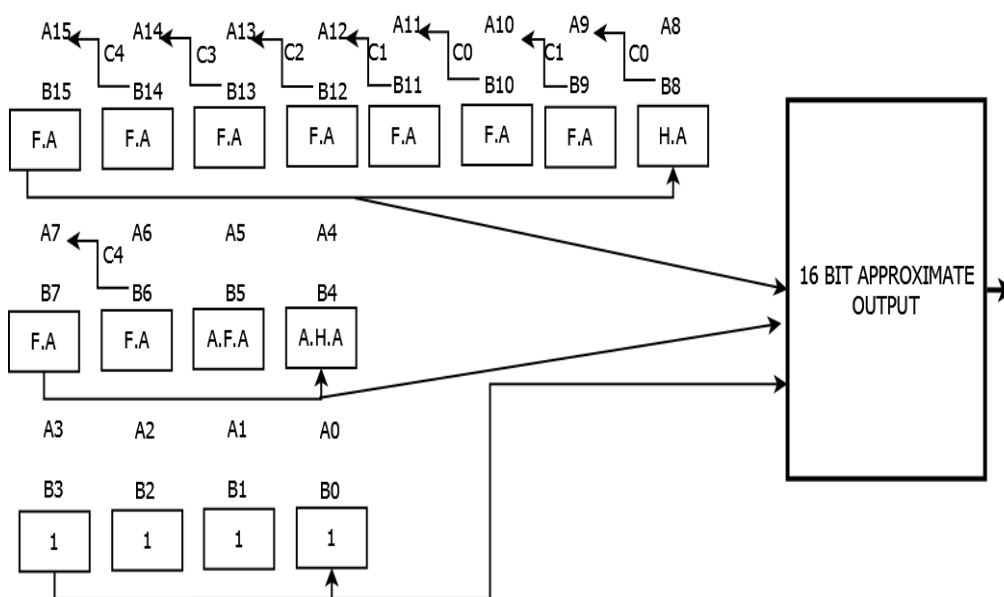 A15 A14 A13 A12 A11 A10 A9 A8
C4 C3 C2 C1 C0 C1 C0
B15 B14 B13 B12 B11 B10 B9 B8
F.A F.A F.A F.A F.A F.A F.A H.A
A7 A6 A5 A4
C4
B7 B6 B5 B4
F.A F.A A.F.A A.H.A
16 BIT APPROXIMATE
OUTPUT
A3 A2 A1 A0
B3 B2 B1 B0
1 1 1 1